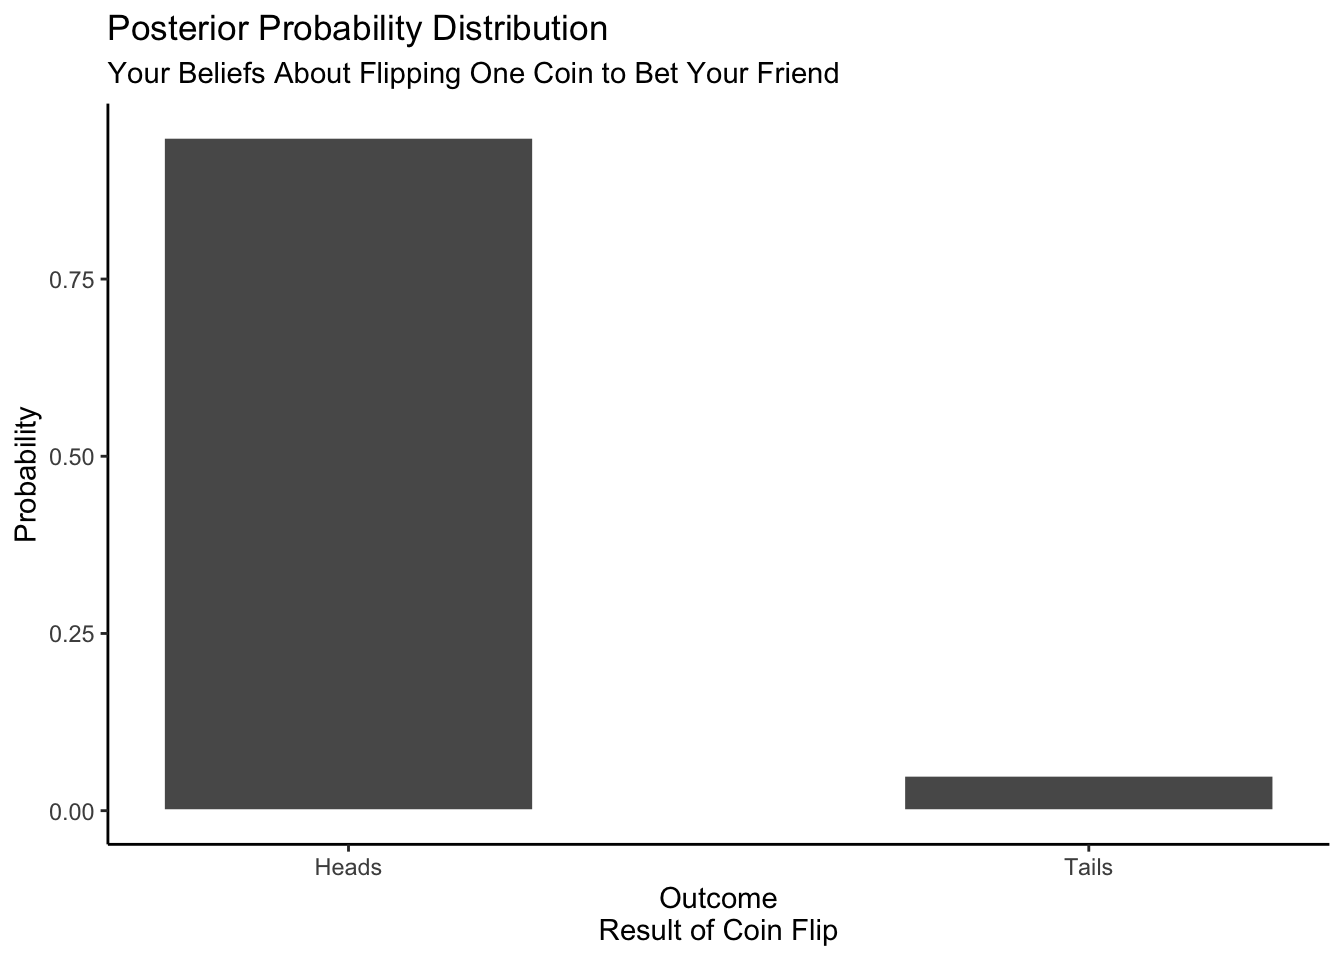 Posterior Probability Distribution
Your Beliefs About Flipping One Coin to Bet Your Friend
Probability
0.75
0.50
0.25
0.00
Heads
Tails
Outcome
Result of Coin Flip